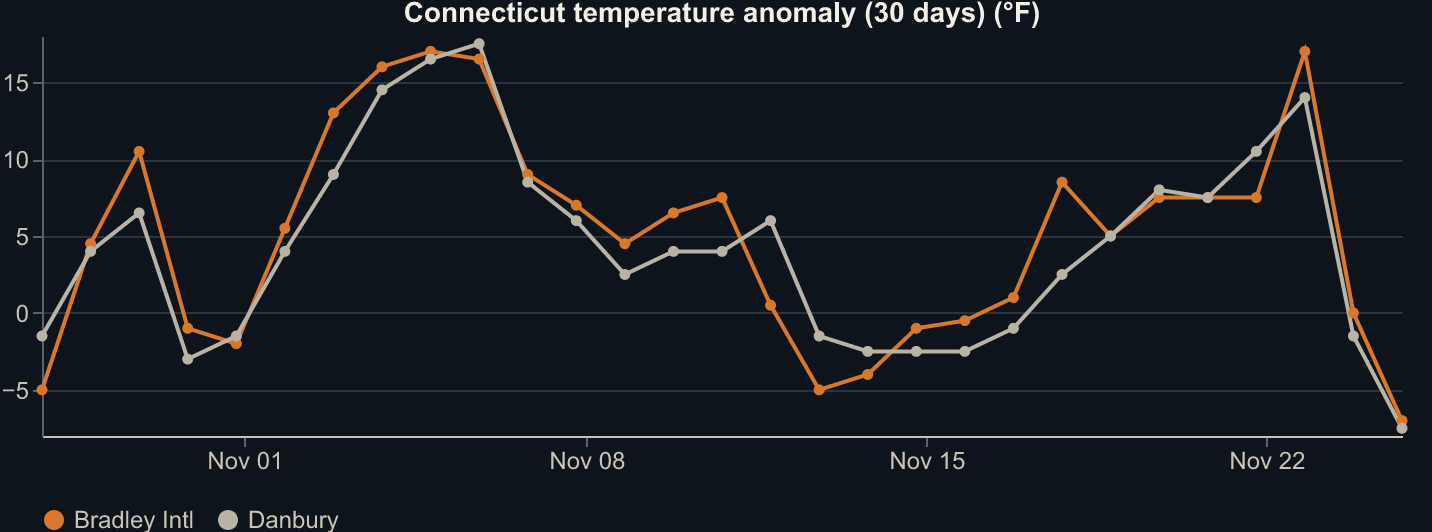 Connecticut temperature anomaly (30 days) (°F)
15
10
5
0
−5
Nov 01 Nov 08 Nov 15 Nov 22
Bradley Intl Danbury